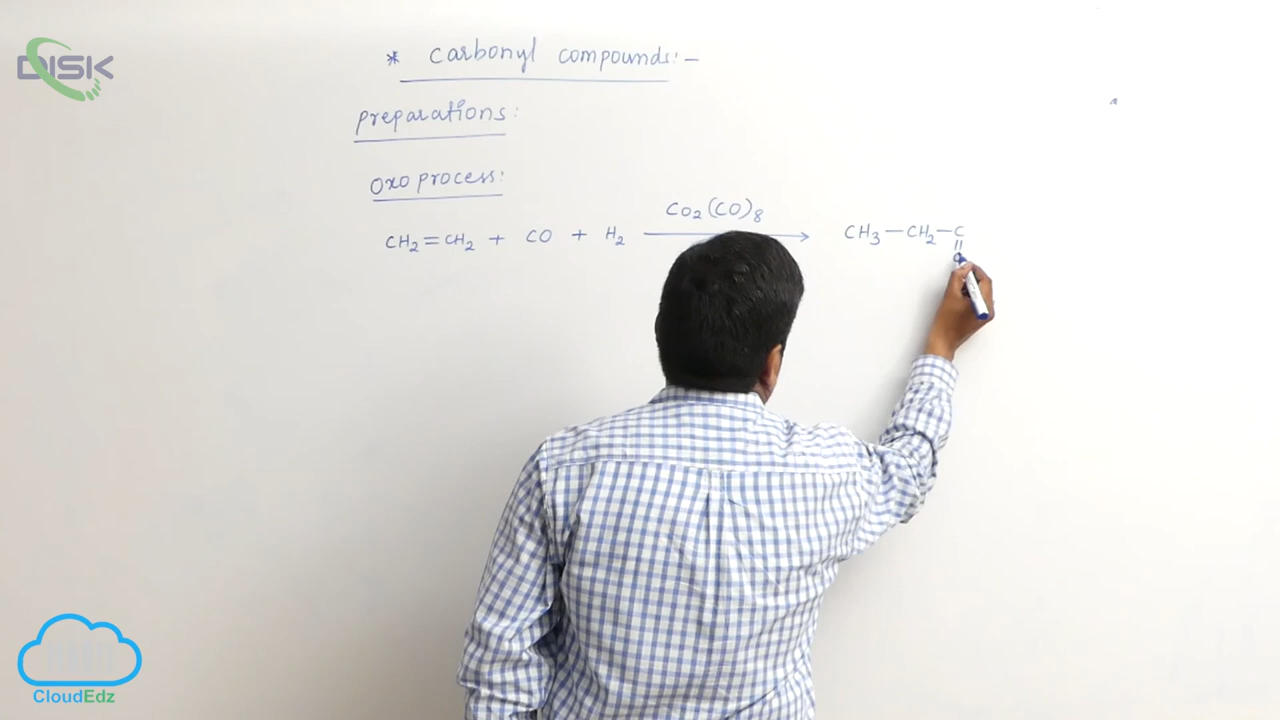 DISK
* Carbonyl compounds:-
preparations:
oxo process:
CH₂=CH₂ + CO + H₂ Co₂(CO)₈ → CH₃-CH₂-C
||
O
CloudEdz